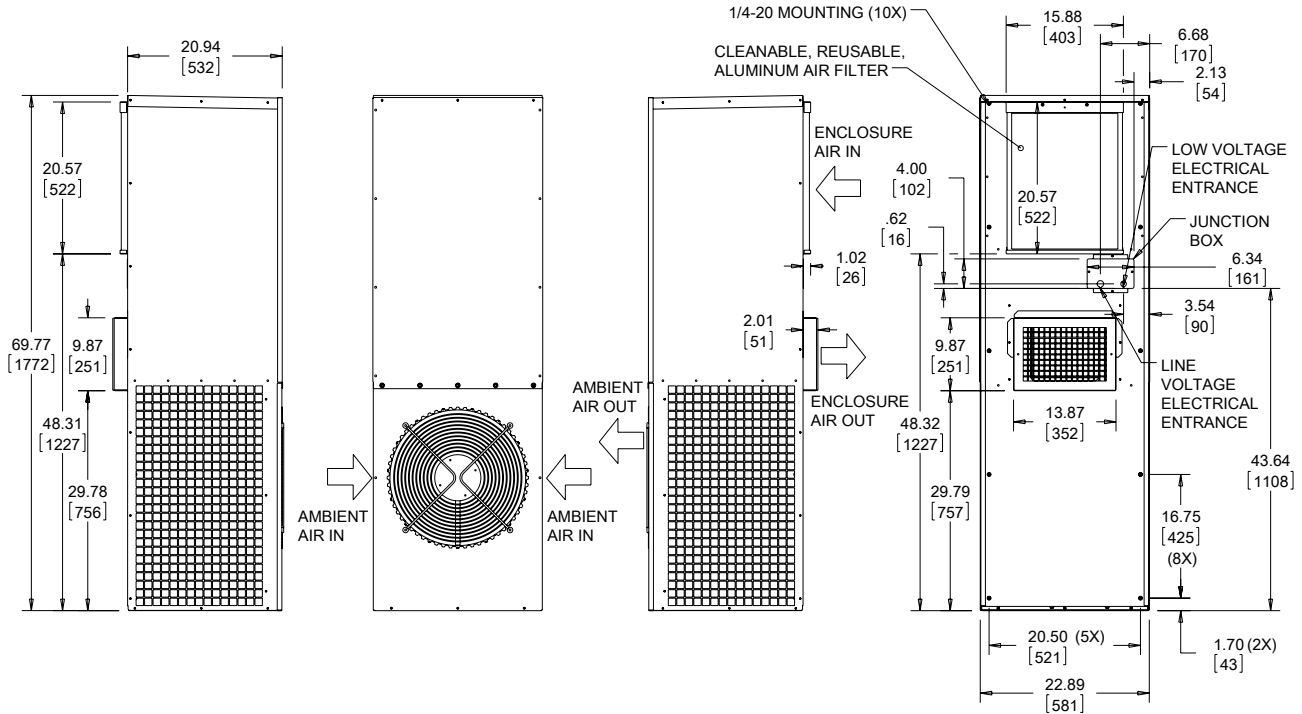 20.94
[532]
20.57
[522]
69.77
[1772]
9.87
[251]
48.31
[1227]
29.78
[756]
AMBIENT
AIR IN
AMBIENT
AIR IN
AMBIENT
AIR OUT
ENCLOSURE
AIR IN
1.02
[26]
2.01
[51]
ENCLOSURE
AIR OUT
1/4-20 MOUNTING (10X)
CLEANABLE, REUSABLE,
ALUMINUM AIR FILTER
15.88
[403]
6.68
[170]
2.13
[54]
LOW VOLTAGE
ELECTRICAL
ENTRANCE
4.00
[102]
20.57
[522]
.62
[16]
JUNCTION
BOX
6.34
[161]
3.54
[90]
9.87
[251]
LINE
VOLTAGE
ELECTRICAL
ENTRANCE
13.87
[352]
48.32
[1227]
43.64
[1108]
29.79
[757]
16.75
[425]
(8X)
20.50 (5X)
[521]
1.70 (2X)
[43]
22.89
[581]